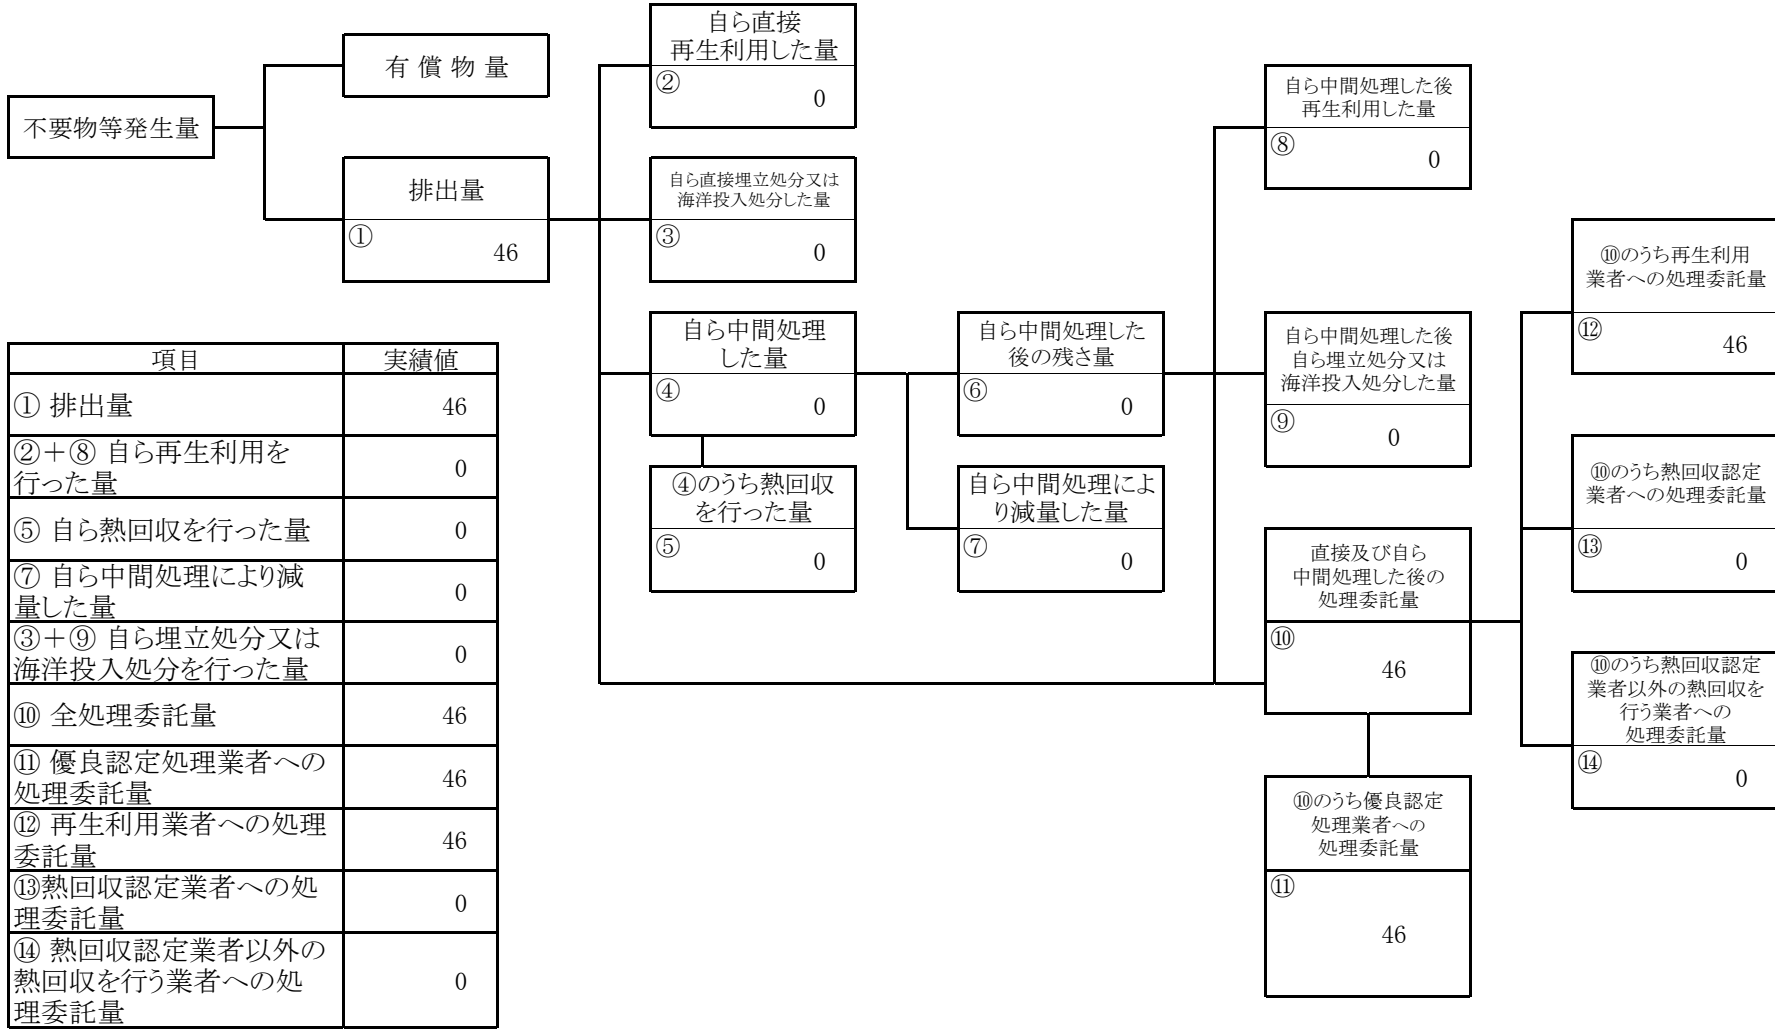 不要物等発生量
有 償 物 量
排出量
①
46
自ら直接
再生利用した量
②
0
自ら直接埋立処分又は
海洋投入処分した量
③
0
自ら中間処理
した量
④
0
④のうち熱回収
を行った量
⑤
0
自ら中間処理した
後の残さ量
⑥
0
自ら中間処理によ
り減量した量
⑦
0
自ら中間処理した後
再生利用した量
⑧
0
自ら中間処理した後
自ら埋立処分又は
海洋投入処分した量
⑨
0
直接及び自ら
中間処理した後の
処理委託量
⑩
46
⑩のうち優良認定
処理業者への
処理委託量
⑪
46
⑩のうち再生利用
業者への処理委託量
⑫
46
⑩のうち熱回収認定
業者への処理委託量
⑬
0
⑩のうち熱回収認定
業者以外の熱回収を
行う業者への
処理委託量
⑭
0
項目 実績値
① 排出量 46
②+⑧ 自ら再生利用を
行った量 0
⑤ 自ら熱回収を行った量 0
⑦ 自ら中間処理により減
量した量 0
③+⑨ 自ら埋立処分又は
海洋投入処分を行った量 0
⑩ 全処理委託量 46
⑪ 優良認定処理業者への
処理委託量 46
⑫ 再生利用業者への処理
委託量 46
⑬熱回収認定業者への処
理委託量 0
⑭ 熱回収認定業者以外の
熱回収を行う業者への処
理委託量 0